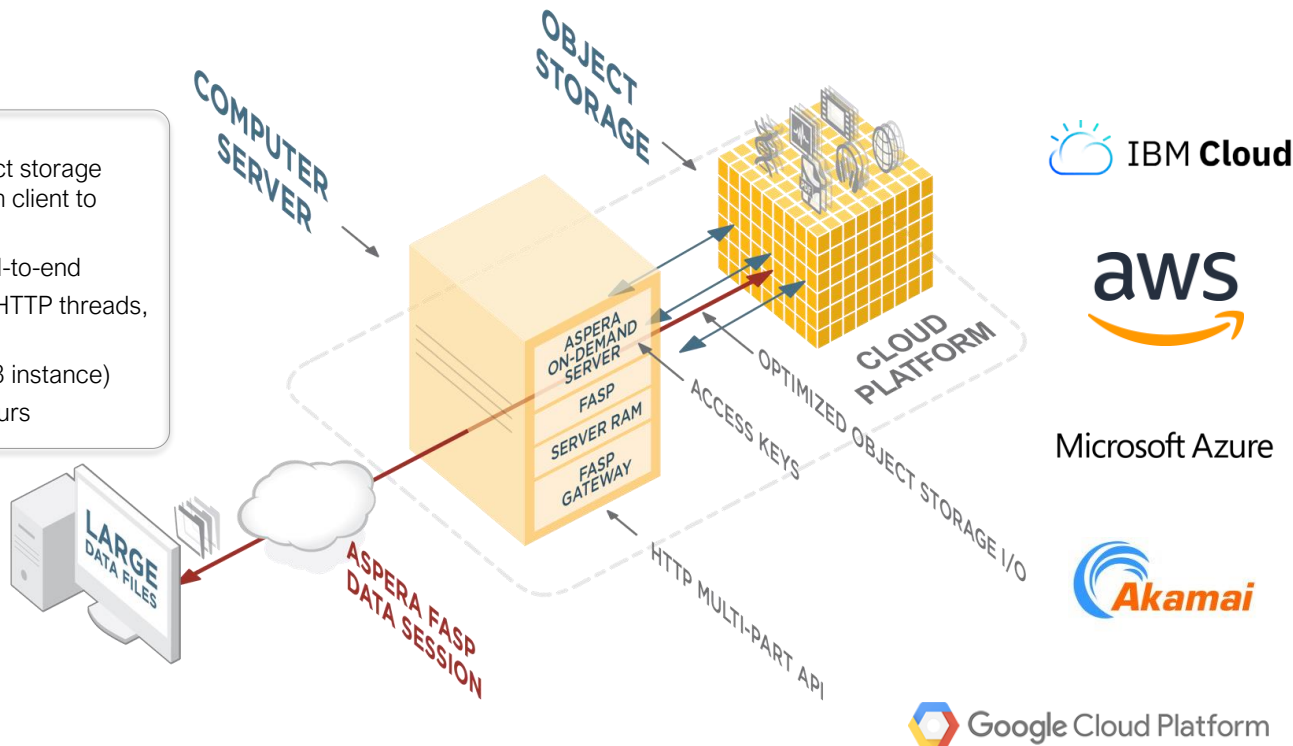 ct storage
n client to
d-to-end
HTTP threads,
3 instance)
urs
COMPUTER
SERVER
OBJECT
STORAGE
ASPERA
ON-DEMAND
SERVER
FASP
SERVER RAM
FASP
GATEWAY
CLOUD
PLATFORM
OPTIMIZED OBJECT STORAGE I/O
ACCESS KEYS
HTTP MULTI-PART API
LARGE
DATA FILES
ASPERA FASP
DATA SESSION
IBM Cloud
aws
Microsoft Azure
Akamai
Google Cloud Platform